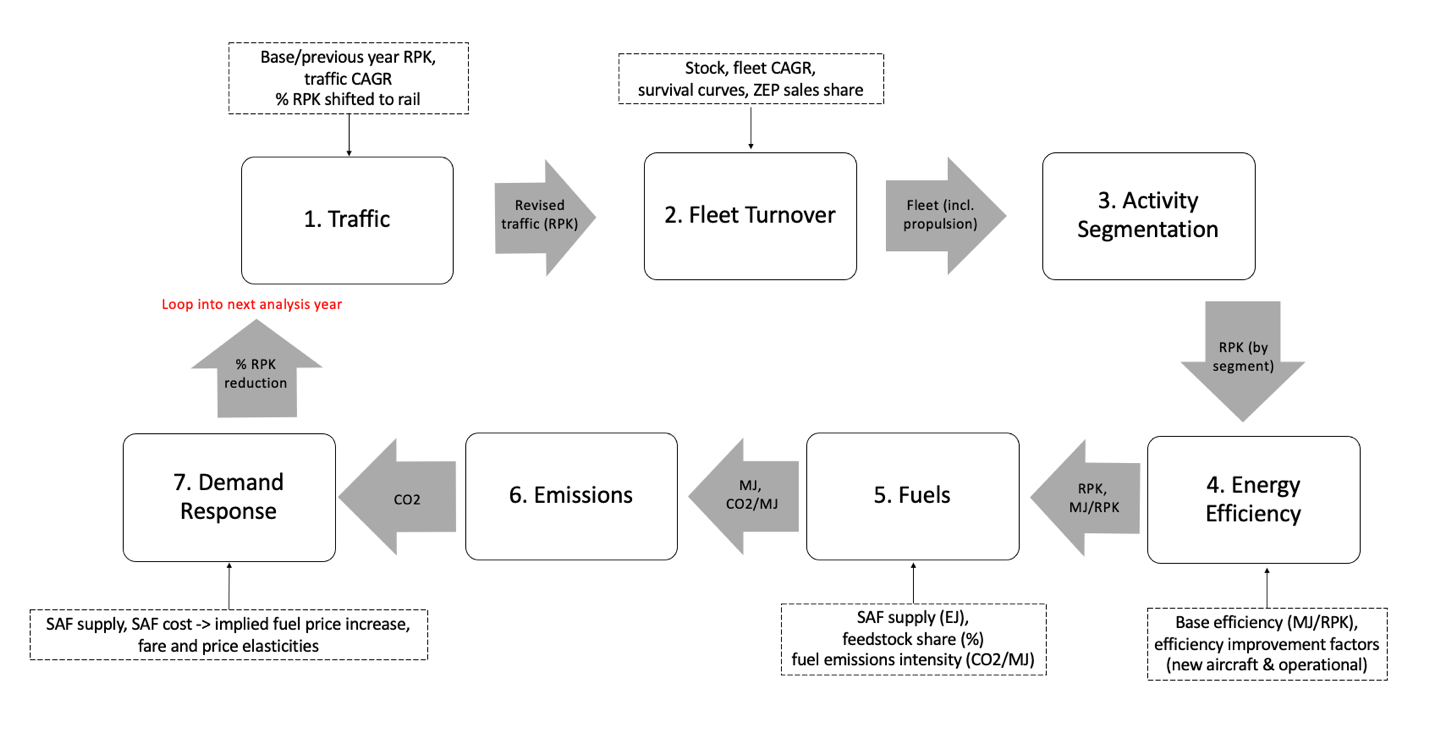 Base/previous year RPK,
traffic CAGR
% RPK shifted to rail
Stock, fleet CAGR,
survival curves, ZEP sales share
1. Traffic
Revised
traffic (RPK)
2. Fleet Turnover
Fleet (incl.
propulsion)
3. Activity
Segmentation
Loop into next analysis year
% RPK
reduction
RPK (by
segment)
7. Demand
Response
CO2
6. Emissions
MJ,
CO2/MJ
5. Fuels
RPK,
MJ/RPK
4. Energy
Efficiency
SAF supply, SAF cost -> implied fuel price increase,
fare and price elasticities
SAF supply (EJ),
feedstock share (%)
fuel emissions intensity (CO2/MJ)
Base efficiency (MJ/RPK),
efficiency improvement factors
(new aircraft & operational)